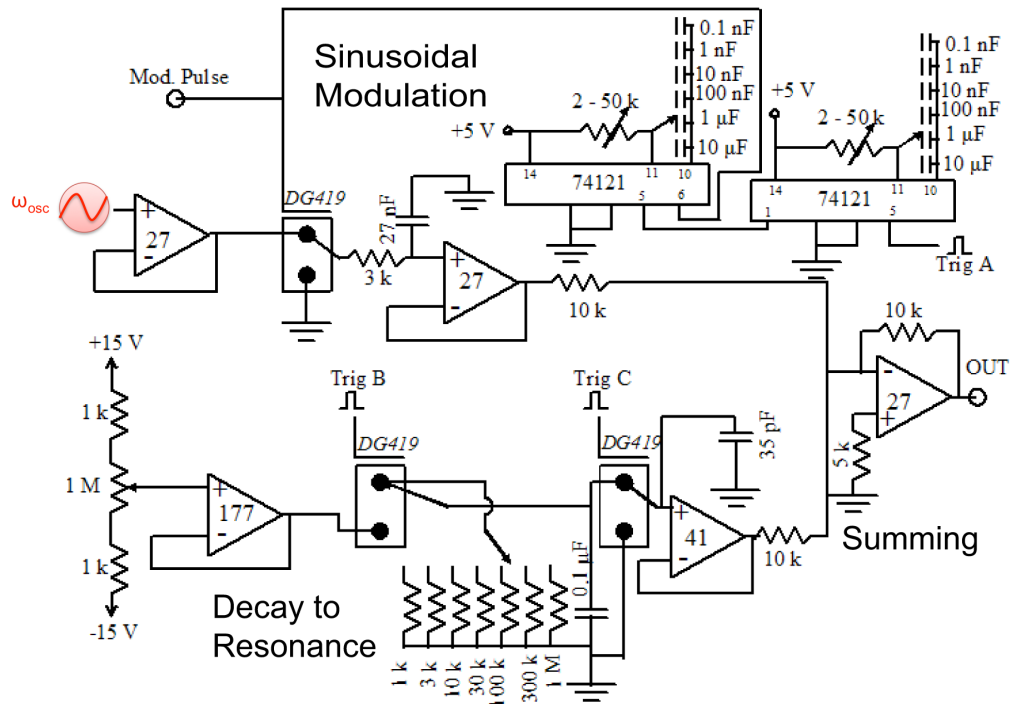 Sinusoidal
Modulation
Mod. Pulse
0.1 nF
1 nF
10 nF
100 nF
1 µF
10 µF
+5 V
2 - 50 k
14
11
10
74121
5
6
0.1 nF
1 nF
10 nF
100 nF
1 µF
10 µF
+5 V
2 - 50 k
14
11
10
74121
1
5
Trig A
ωosc
+
27
-
DG419
3 k
27 nF
+
27
-
10 k
10 k
-
27
+
OUT
5 k
Summing
+15 V
1 k
1 M
1 k
-15 V
+
177
-
Trig B
DG419
Trig C
DG419
35 pF
+
41
-
10 k
0.1 µF
Decay to
Resonance
1 k
3 k
10 k
30 k
100 k
300 k
1 M